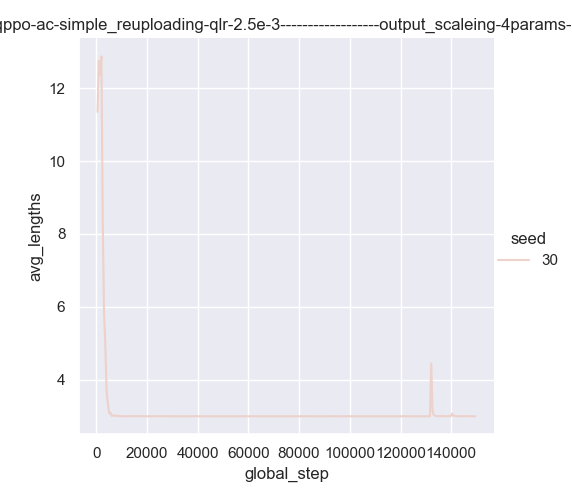 qppo-ac-simple_reuploading-qlr-2.5e-3------------------output_scaleing-4params-
12
10
8
6
4
avg_lengths
0 20000 40000 60000 80000 100000 120000 140000
global_step
seed
30